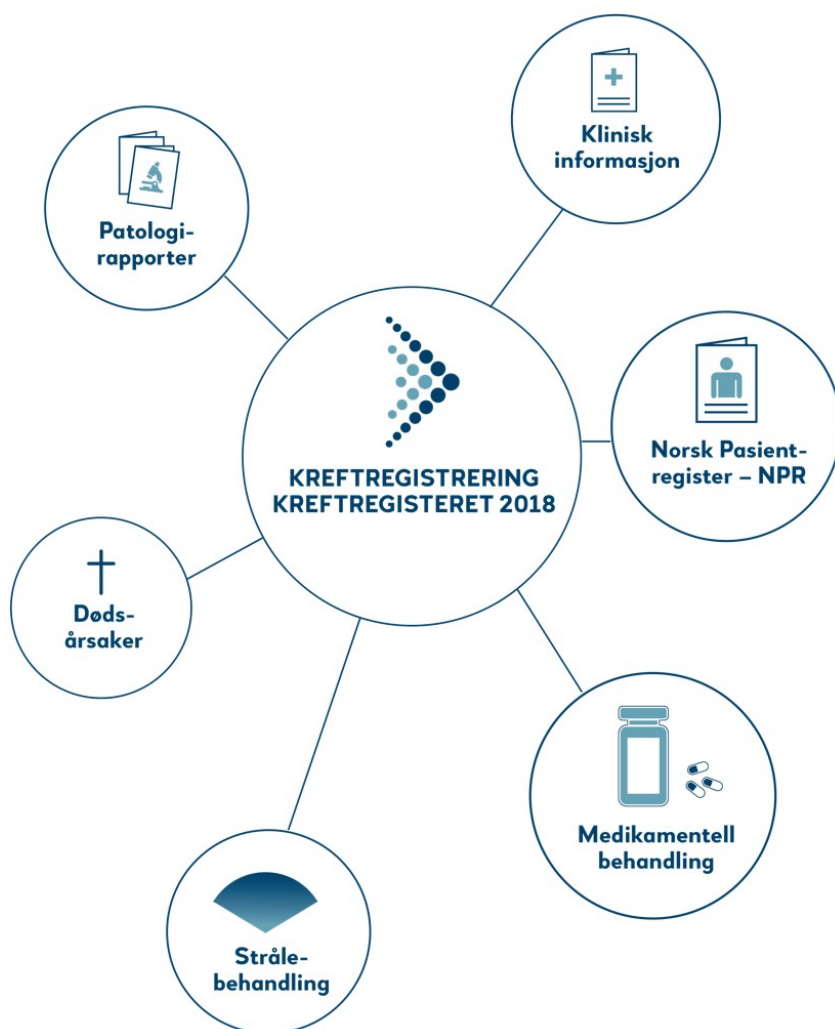 Klinisk
informasjon
Patologi-
rapporter
KREFTREGISTRERING
KREFTREGISTERET 2018
Norsk Pasient-
register – NPR
Døds-
årsaker
Medikamentell
behandling
Stråle-
behandling